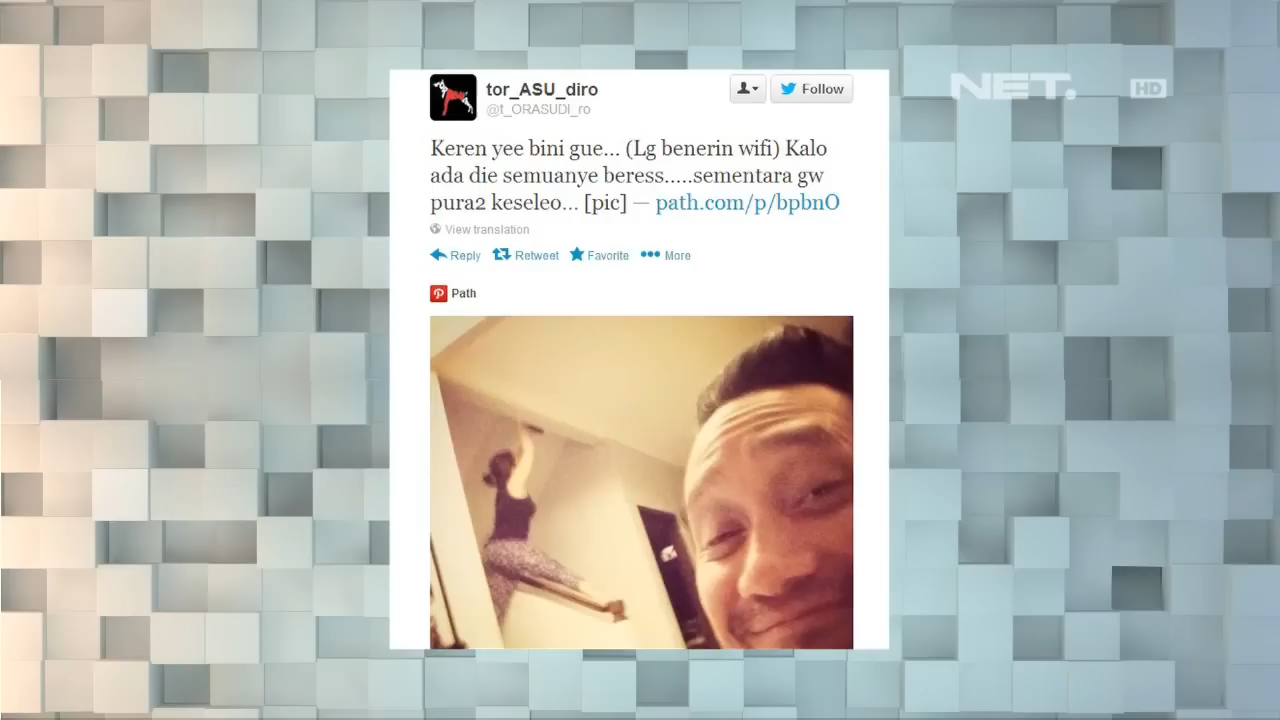 NET.
HD
tor_ASU_diro
@t_ORASUDI_ro
Follow
Keren yee bini gue... (Lg benerin wifi) Kalo
ada die semuanye beress.....sementara gw
pura2 keseleo... [pic] — path.com/p/bpbnO
View translation
Reply Retweet Favorite More
Path